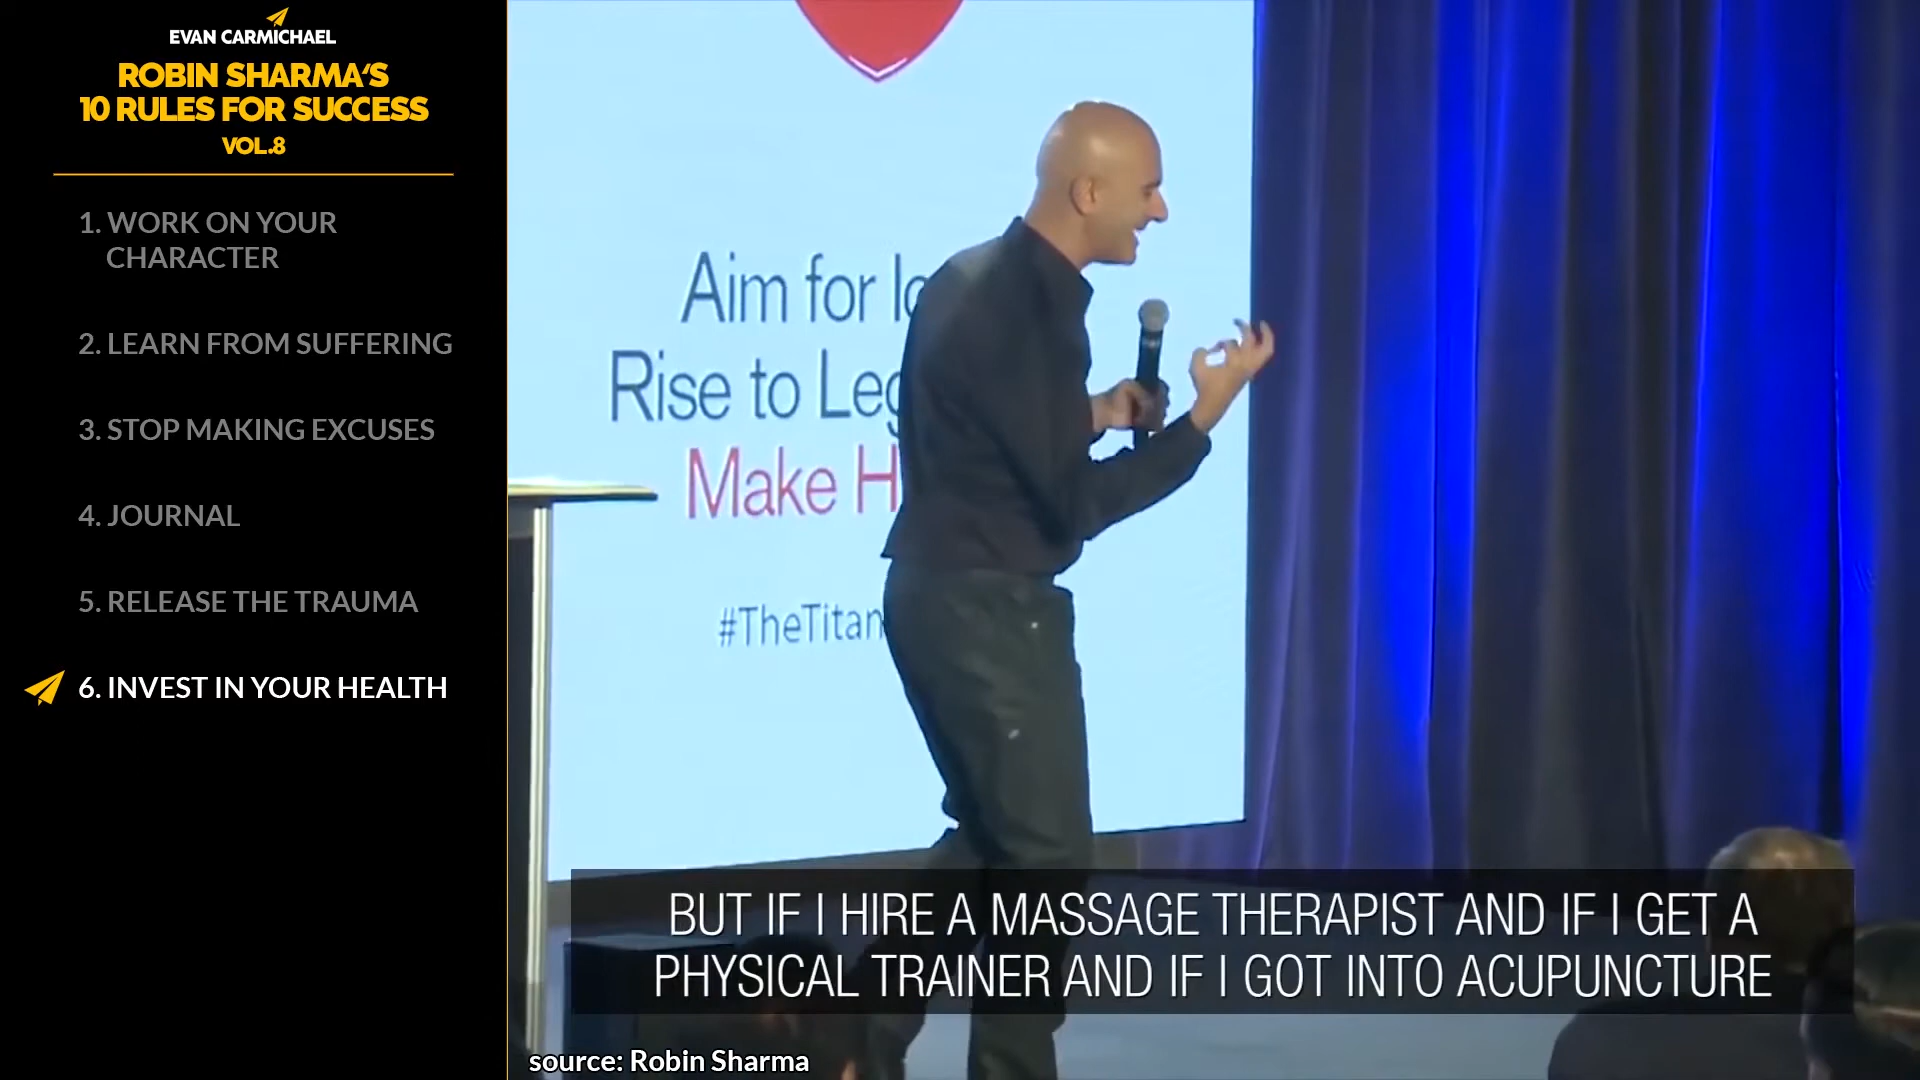 EVAN CARMICHAEL
ROBIN SHARMA'S
10 RULES FOR SUCCESS
VOL.8
1. WORK ON YOUR
CHARACTER
2. LEARN FROM SUFFERING
3. STOP MAKING EXCUSES
4. JOURNAL
5. RELEASE THE TRAUMA
6. INVEST IN YOUR HEALTH
Aim for
Rise to
Make
BUT IF I HIRE A MASSAGE THERAPIST AND IF I GET A
PHYSICAL TRAINER AND IF I GOT INTO ACUPUNCTURE
source: Robin Sharma